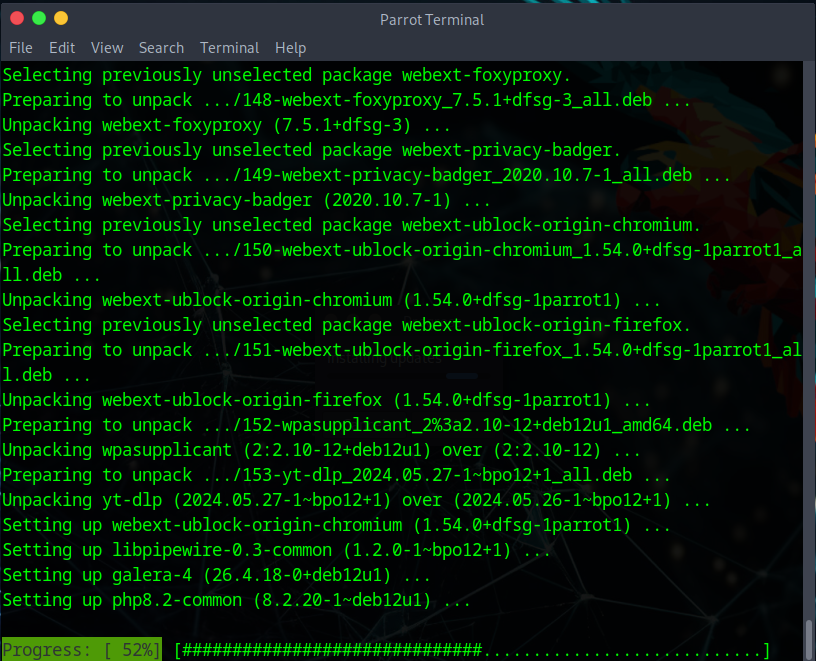 Parrot Terminal
File Edit View Search Terminal Help
Selecting previously unselected package webext-foxyproxy.
Preparing to unpack .../148-webext-foxyproxy_7.5.1+dfsg-3_all.deb ...
Unpacking webext-foxyproxy (7.5.1+dfsg-3) ...
Selecting previously unselected package webext-privacy-badger.
Preparing to unpack .../149-webext-privacy-badger_2020.10.7-1_all.deb ...
Unpacking webext-privacy-badger (2020.10.7-1) ...
Selecting previously unselected package webext-ublock-origin-chromium.
Preparing to unpack .../150-webext-ublock-origin-chromium_1.54.0+dfsg-1parrot1_a
ll.deb ...
Unpacking webext-ublock-origin-chromium (1.54.0+dfsg-1parrot1) ...
Selecting previously unselected package webext-ublock-origin-firefox.
Preparing to unpack .../151-webext-ublock-origin-firefox_1.54.0+dfsg-1parrot1_al
l.deb ...
Unpacking webext-ublock-origin-firefox (1.54.0+dfsg-1parrot1) ...
Preparing to unpack .../152-wpasupplicant_2%3a2.10-12+deb12u1_amd64.deb ...
Unpacking wpasupplicant (2:2.10-12+deb12u1) over (2:2.10-12) ...
Preparing to unpack .../153-yt-dlp_2024.05.27-1~bpo12+1_all.deb ...
Unpacking yt-dlp (2024.05.27-1~bpo12+1) over (2024.05.26-1~bpo12+1) ...
Setting up webext-ublock-origin-chromium (1.54.0+dfsg-1parrot1) ...
Setting up libpipewire-0.3-common (1.2.0-1~bpo12+1) ...
Setting up galera-4 (26.4.18-0+deb12u1) ...
Setting up php8.2-common (8.2.20-1~deb12u1) ...
Progress: [ 52%] [##############################............................]